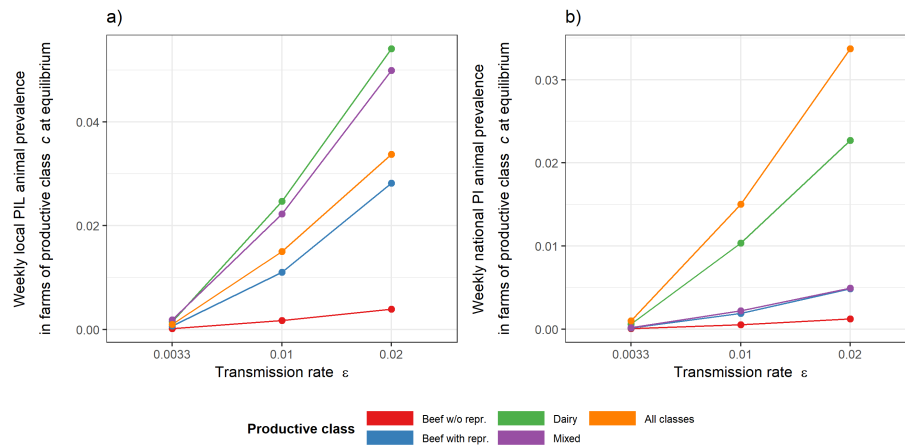 a)
Weekly local PIL animal prevalence
in farms of productive class c at equilibrium
0.04
0.02
0.00
0.0033 0.01 0.02
Transmission rate ε
b)
Weekly national PI animal prevalence
in farms of productive class c at equilibrium
0.03
0.02
0.01
0.00
0.0033 0.01 0.02
Transmission rate ε
Productive class
Beef w/o repr. Dairy All classes
Beef with repr. Mixed